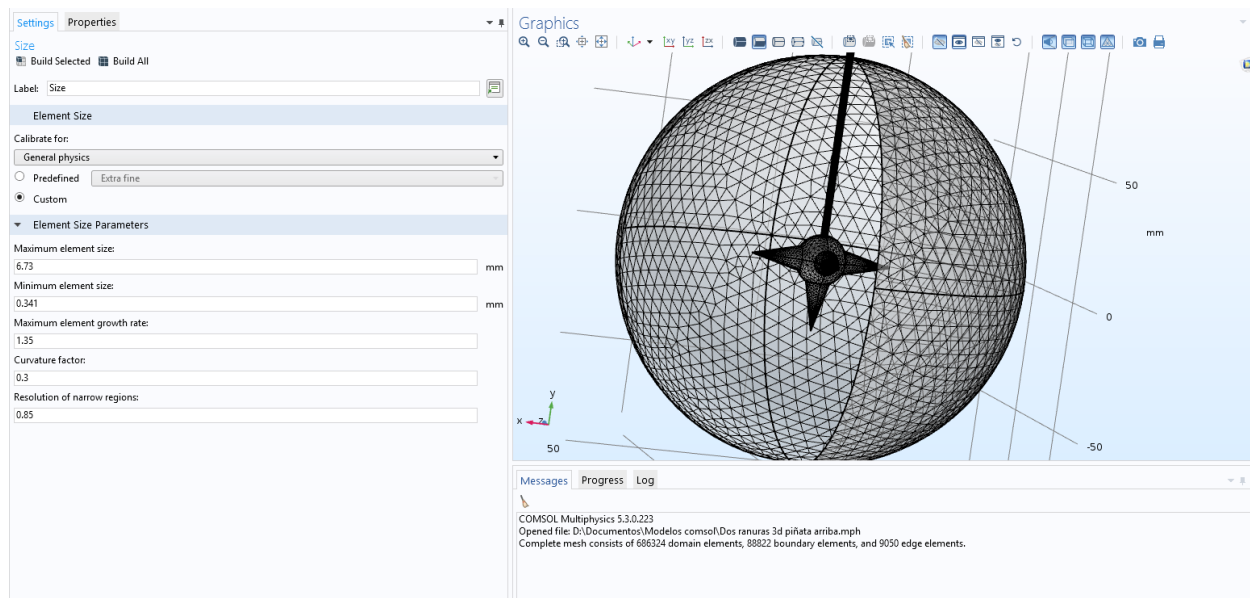 Settings Properties
Size
Build Selected Build All
Label: Size
Element Size
Calibrate for:
General physics
Predefined Extra fine
Custom
Element Size Parameters
Maximum element size:
6.73 mm
Minimum element size:
0.341 mm
Maximum element growth rate:
1.35
Curvature factor:
0.3
Resolution of narrow regions:
0.85
Graphics
xy yz zx
50
mm
0
y
x z
50
-50
Messages Progress Log
COMSOL Multiphysics 5.3.0.223
Opened file: D:\Documentos\Modelos comsol\Dos ranuras 3d piñata arriba.mph
Complete mesh consists of 686324 domain elements, 88822 boundary elements, and 9050 edge elements.